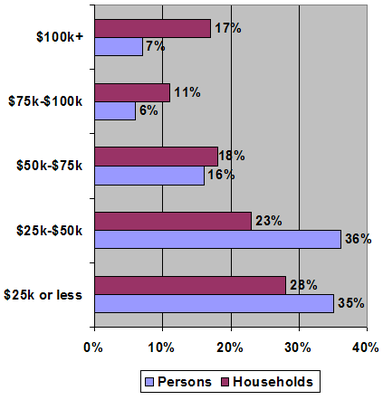 $100k+
17%
7%
$75k-$100k
11%
6%
$50k-$75k
18%
16%
$25k-$50k
23%
36%
$25k or less
28%
35%
0% 10% 20% 30% 40%
Persons Households